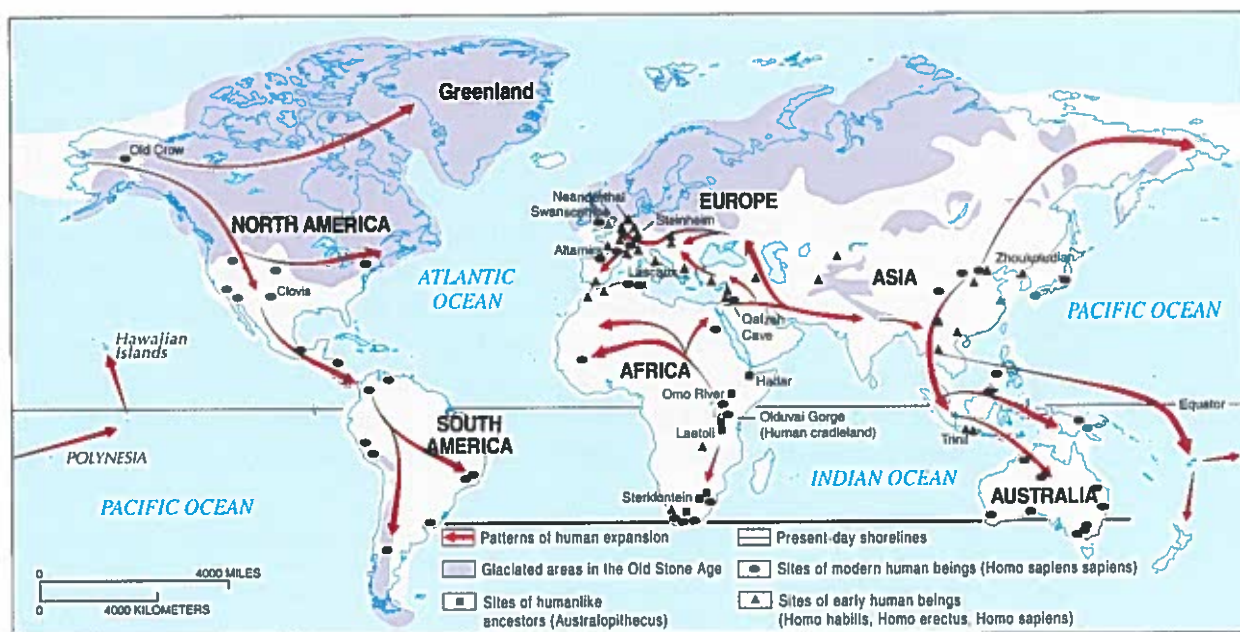 Greenland
Old Crow
NORTH AMERICA
Clovis
ATLANTIC
OCEAN
Hawaiian
Islands
POLYNESIA
PACIFIC OCEAN
SOUTH
AMERICA
Neanderthal
Swanscombe
Steinheim
EUROPE
Altamira
Lascaux
ASIA
Zhoukoudian
PACIFIC
OCEAN
Qafzah
Cave
AFRICA
Hadar
Omo River
Olduvai Gorge
(Human cradleland)
Laetoli
Equator
Trinil
INDIAN OCEAN
Sterkfontein
AUSTRALIA
0 4000 MILES
0 4000 KILOMETERS
Patterns of human expansion
Glaciated areas in the Old Stone Age
Sites of humanlike
ancestors (Australopithecus)
Present-day shorelines
Sites of modern human beings (Homo sapiens sapiens)
Sites of early human beings
(Homo habilis, Homo erectus, Homo sapiens)